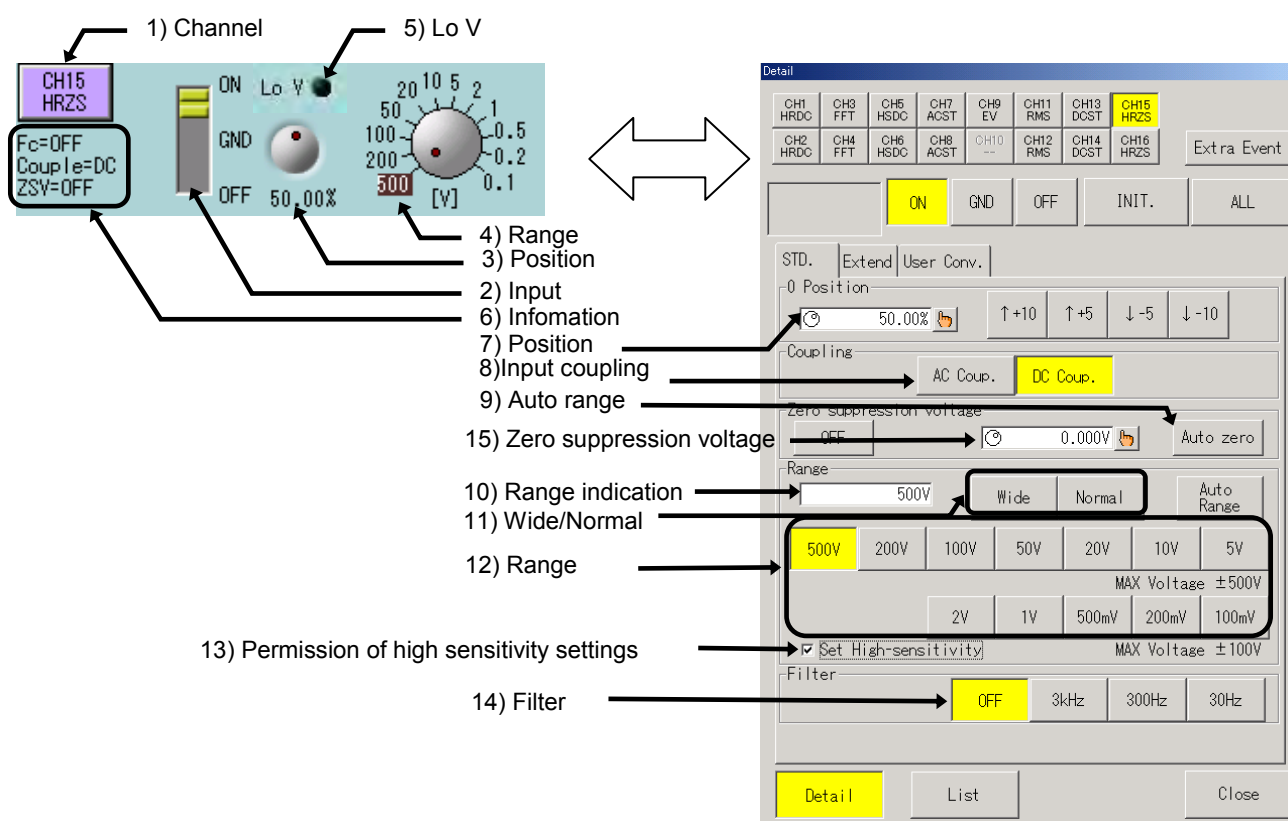 1) Channel
5) Lo V
CH15
HRZS
Fc=OFF
Couple=DC
ZSV=OFF
ON
GND
OFF
Lo V
50.00%
500
200
100
50
20
10
5
2
1
0.5
0.2
0.1
[V]
4) Range
3) Position
2) Input
6) Infomation
7) Position
8)Input coupling
9) Auto range
15) Zero suppression voltage
10) Range indication
11) Wide/Normal
12) Range
13) Permission of high sensitivity settings
14) Filter
Detail
CH1 HRDC
CH3 FFT
CH5 HSDC
CH7 ACST
CH9 EV
CH11 RMS
CH13 DCST
CH15 HRZS
CH2 HRDC
CH4 FFT
CH6 HSDC
CH8 ACST
CH10 --
CH12 RMS
CH14 DCST
CH16 HRZS
Extra Event
ON
GND
OFF
INIT.
ALL
STD.
Extend
User Conv.
0 Position
50.00%
↑+10
↑+5
↓-5
↓-10
Coupling
AC Coup.
DC Coup.
Zero suppression voltage
OFF
0.000V
Auto zero
Range
500V
Wide
Normal
Auto Range
500V
200V
100V
50V
20V
10V
5V
MAX Voltage ±500V
2V
1V
500mV
200mV
100mV
Set High-sensitivity
MAX Voltage ±100V
Filter
OFF
3kHz
300Hz
30Hz
Detail
List
Close